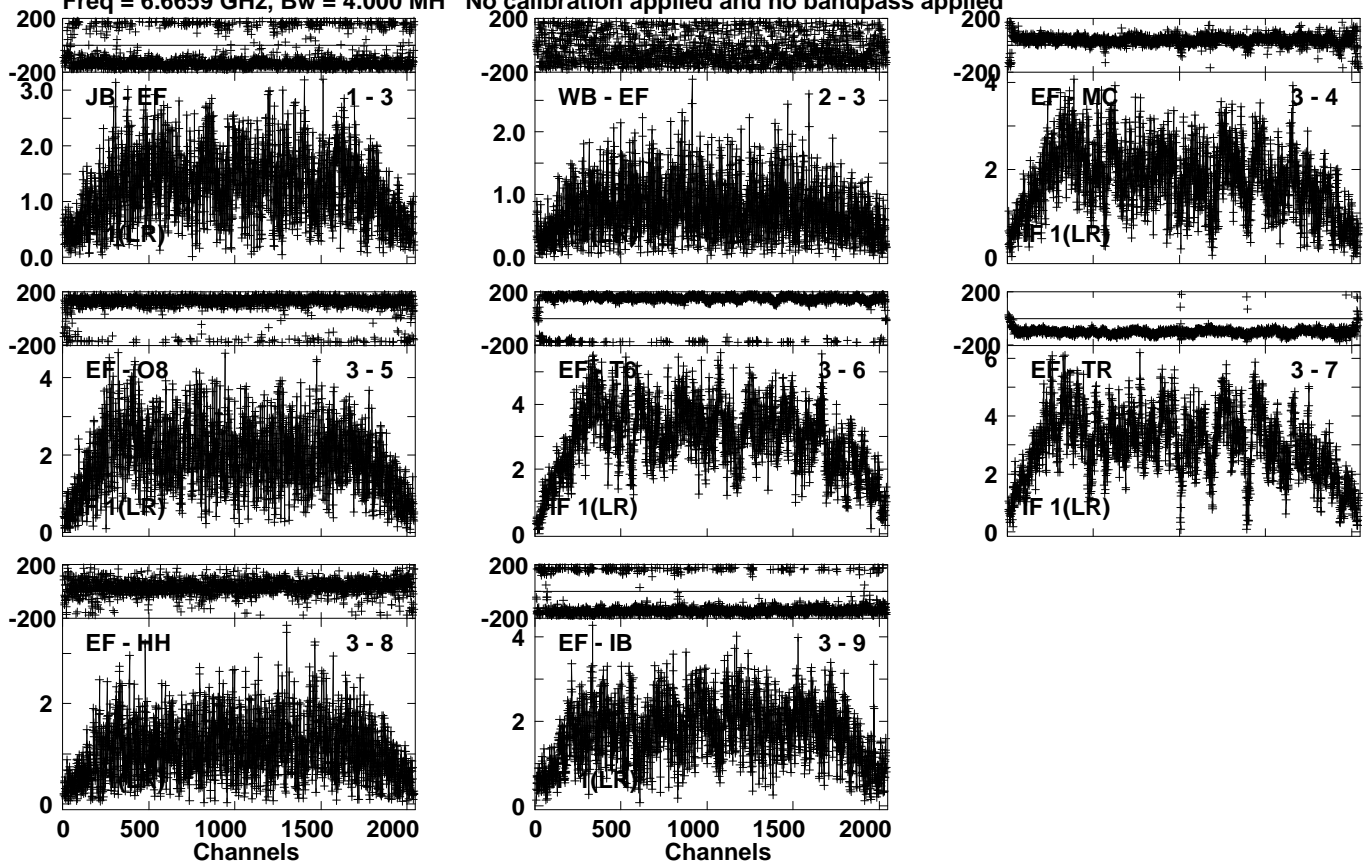 Freq = 6.6659 GHz, Bw = 4.000 MH No calibration applied and no bandpass applied
200
-200
3.0
2.0
1.0
0.0
JB - EF 1 - 3
IF 1(LR)
2.0
1.0
0.0
WB - EF 2 - 3
200
-200
4
2
0
EF - MC 3 - 4
IF 1(LR)
200
-200
4
2
0
EF - O8 3 - 5
IF 1(LR)
4
2
0
EF - T6 3 - 6
IF 1(LR)
200
-200
6
4
2
0
EF - TR 3 - 7
IF 1(LR)
200
-200
2
0
EF - HH 3 - 8
0 500 1000 1500 2000
Channels
200
-200
4
2
0
EF - IB 3 - 9
IF 1(LR)
0 500 1000 1500 2000
Channels